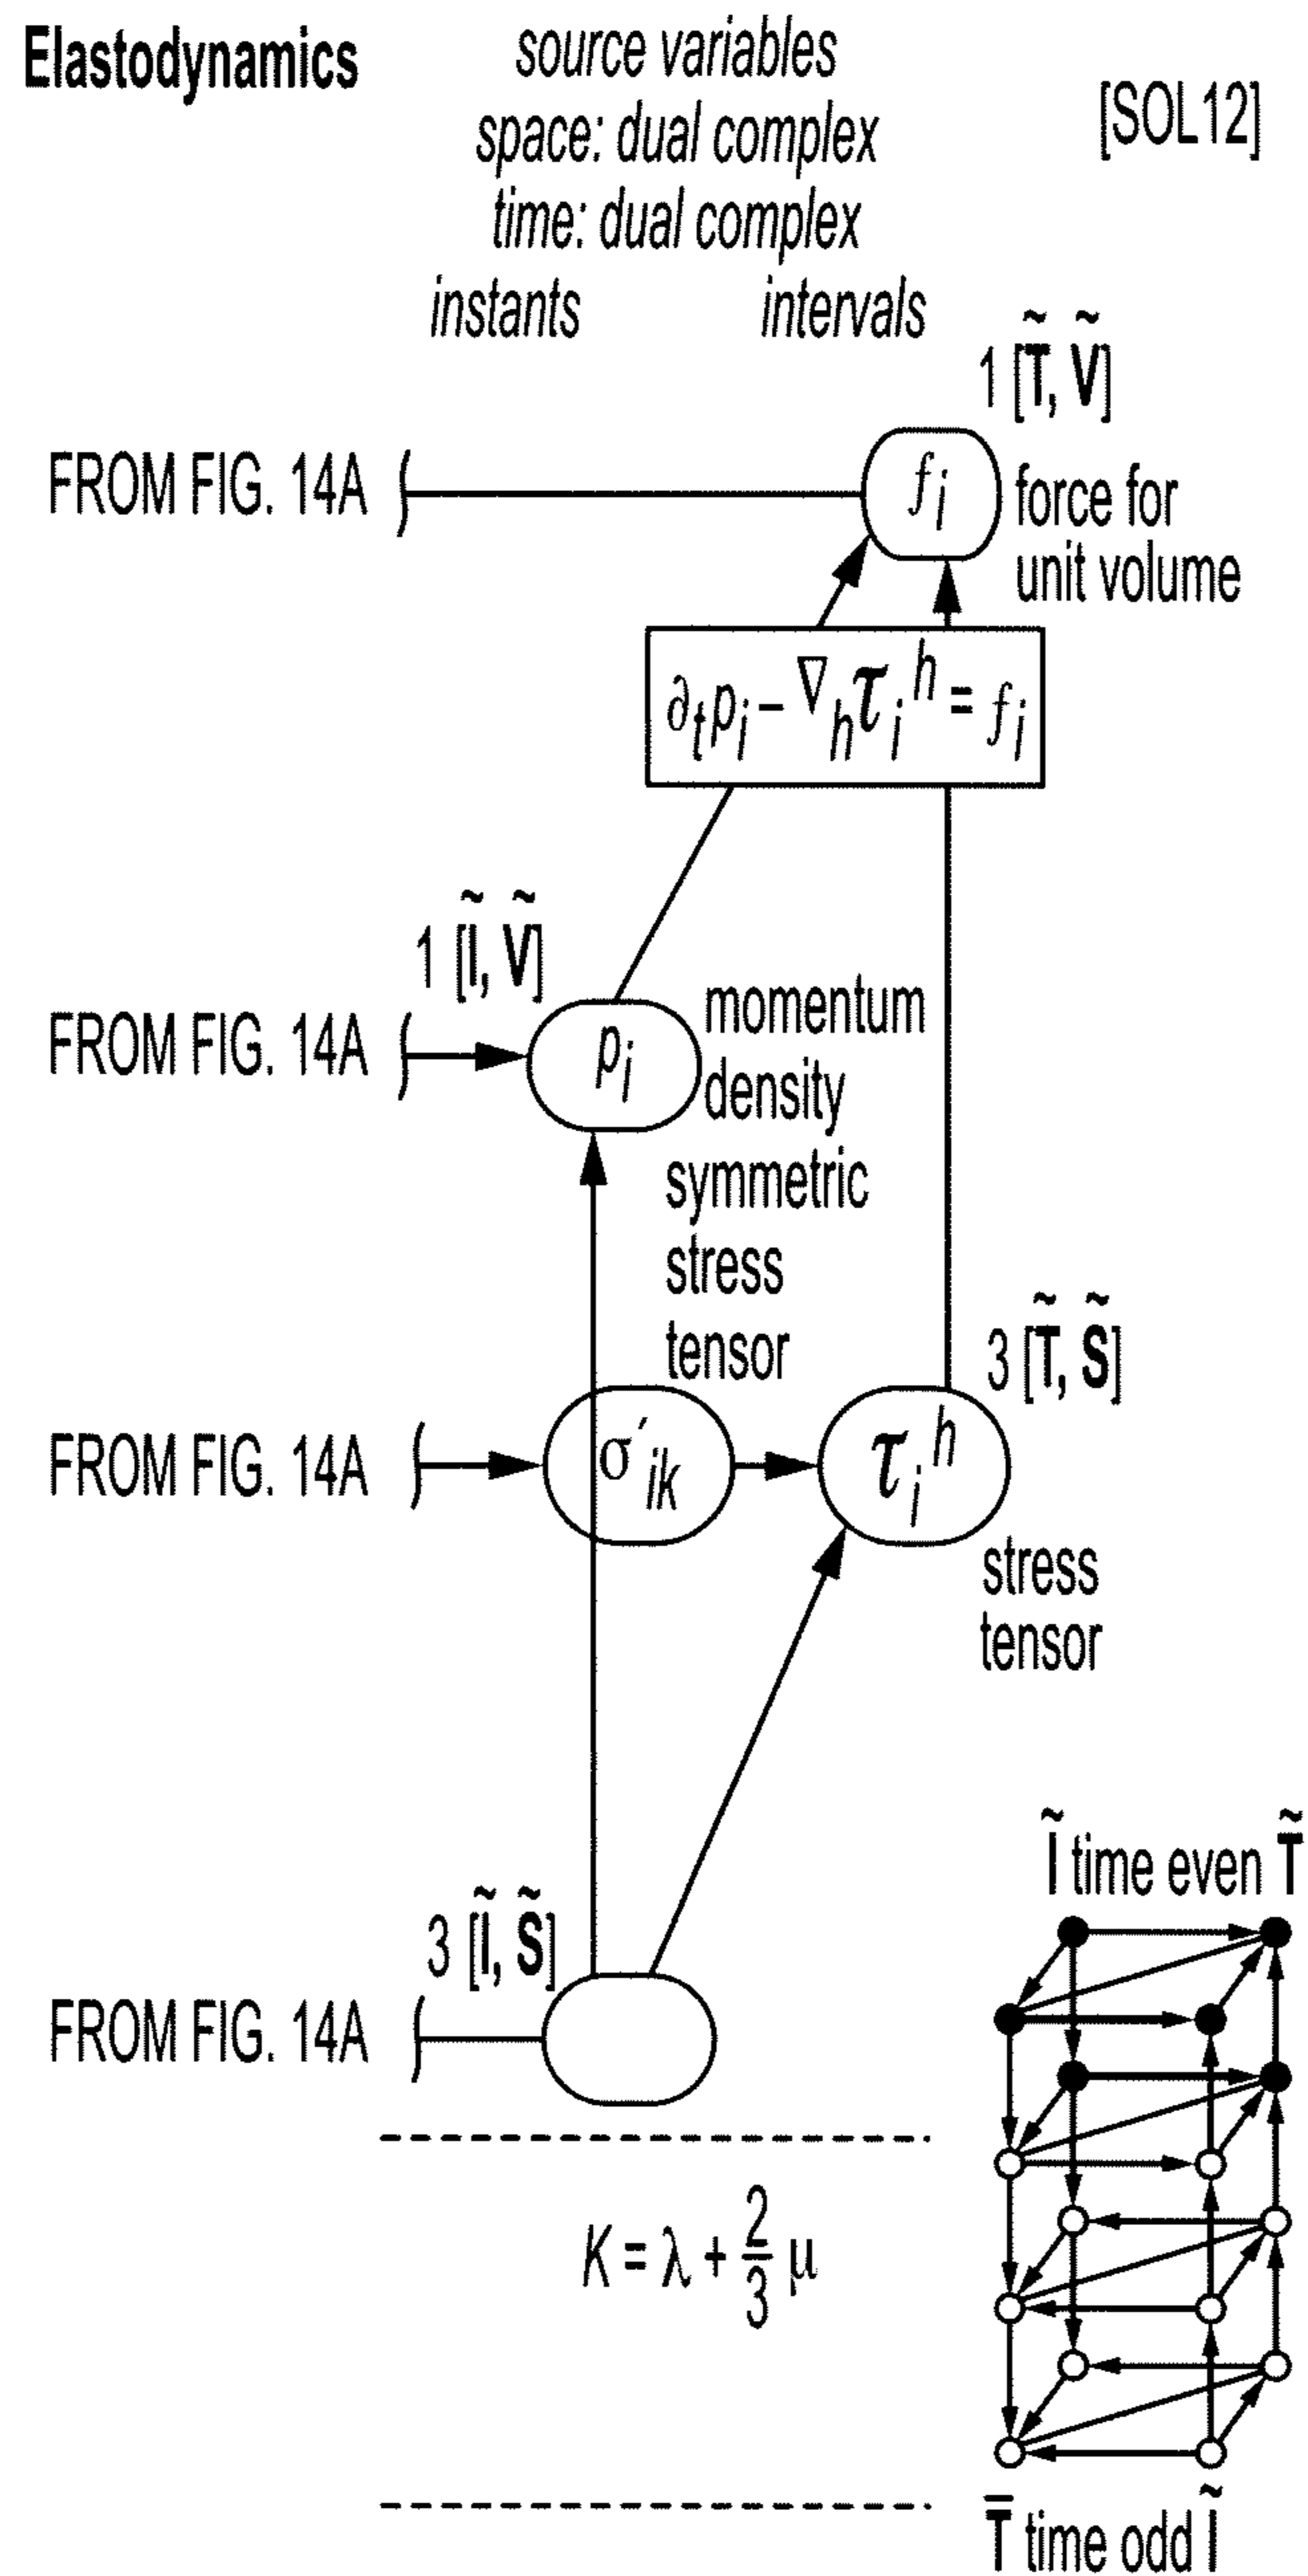 Elastodynamics
source variables
space: dual complex
time: dual complex
[SOL12]
instants intervals
1 [T̃, Ṽ]
FROM FIG. 14A
fᵢ
force for
unit volume
∂ₜpᵢ – ∇ₕτᵢʰ = fᵢ
1 [Ĩ, Ṽ]
FROM FIG. 14A
pᵢ
momentum
density
symmetric
stress
tensor
3 [T̃, S̃]
FROM FIG. 14A
σ′ᵢₖ
τᵢʰ
stress
tensor
3 [Ĩ, S̃]
FROM FIG. 14A
Ĩ time even T̃
K = λ + 2/3 μ
T̄ time odd Ĩ